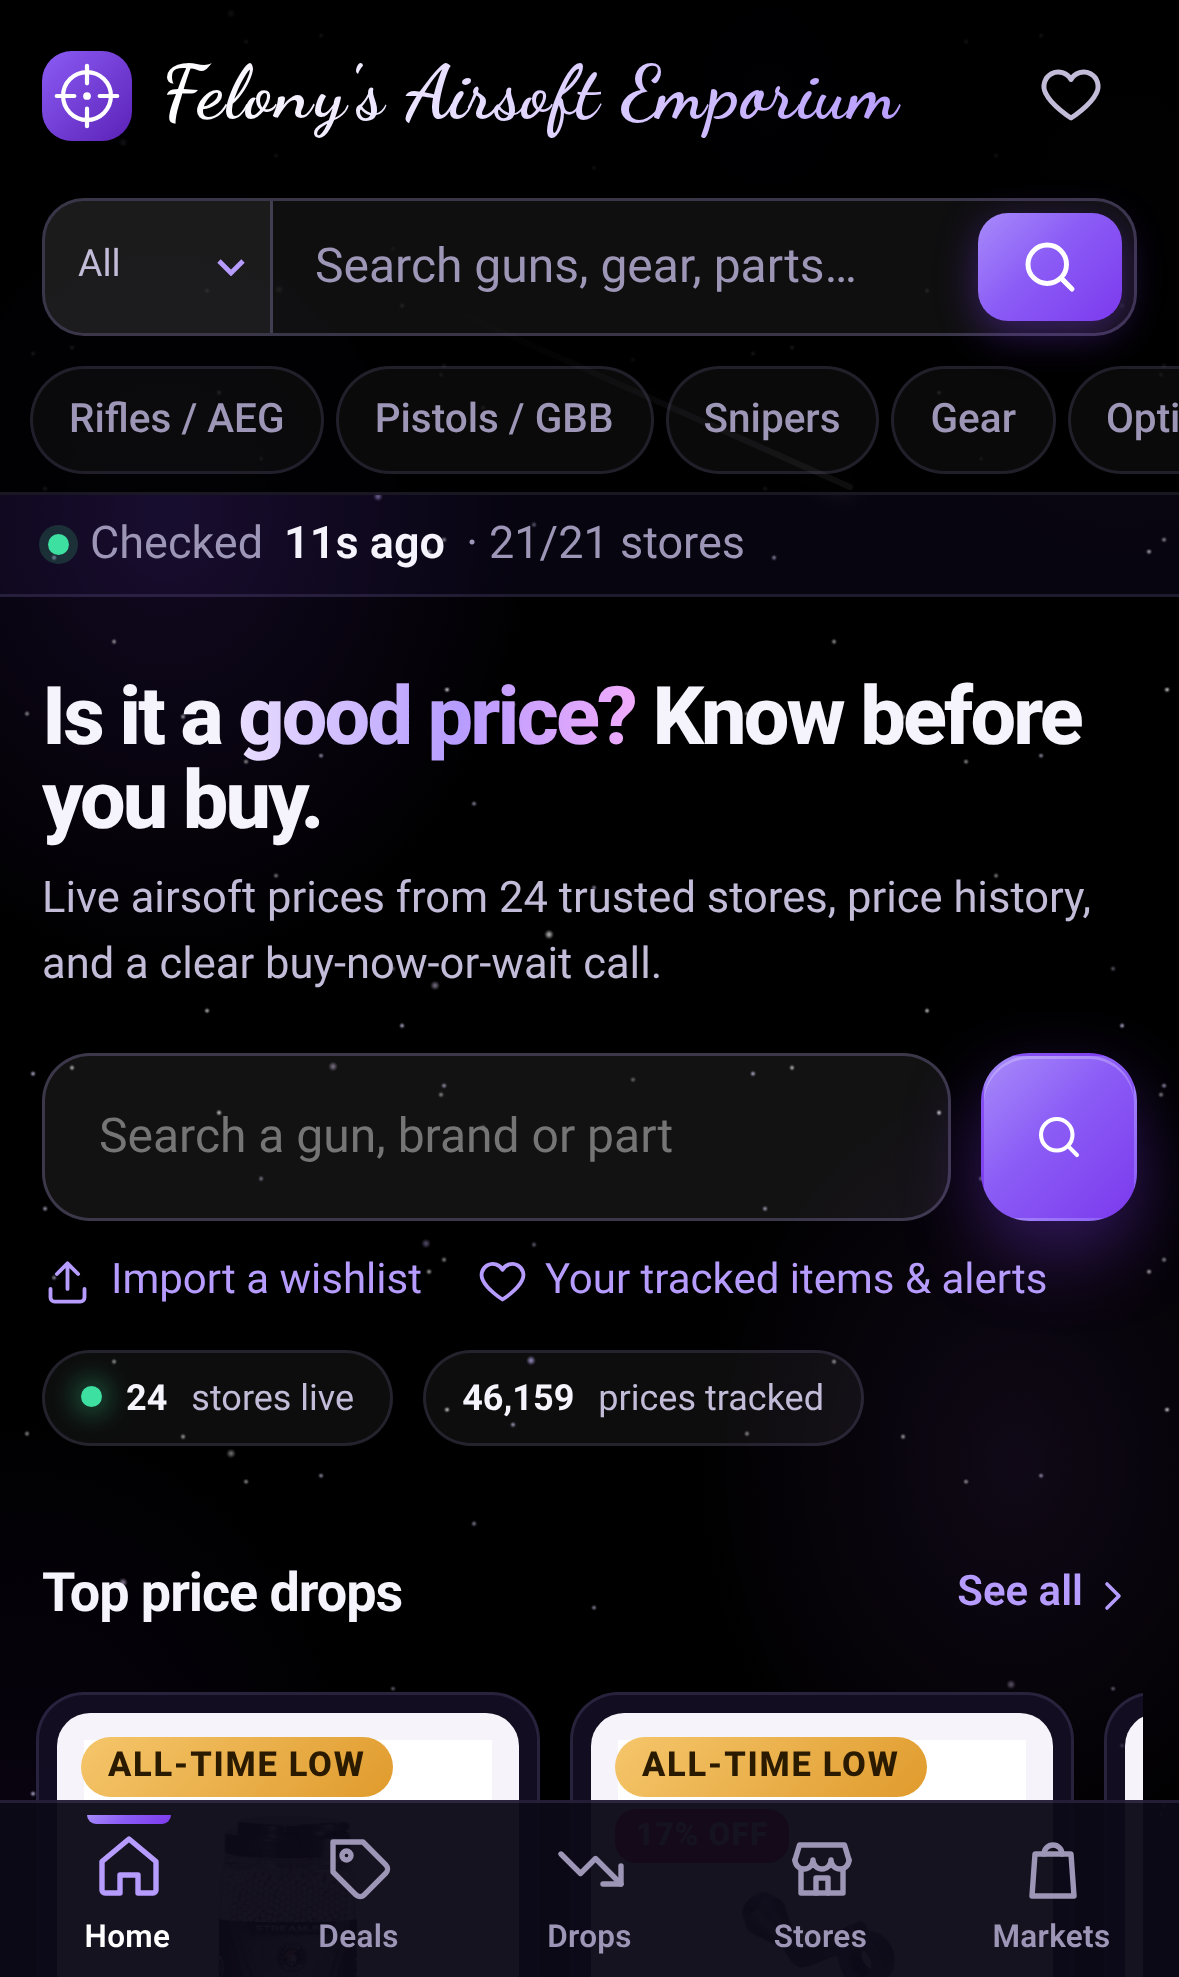 Felony's Airsoft Emporium
All
Search guns, gear, parts...
Rifles / AEG
Pistols / GBB
Snipers
Gear
Opti
Checked 11s ago · 21/21 stores
Is it a good price? Know before
you buy.
Live airsoft prices from 24 trusted stores, price history,
and a clear buy-now-or-wait call.
Search a gun, brand or part
Import a wishlist
Your tracked items & alerts
24 stores live
46,159 prices tracked
Top price drops
See all
ALL-TIME LOW
ALL-TIME LOW
17% OFF
Home
Deals
Drops
Stores
Markets